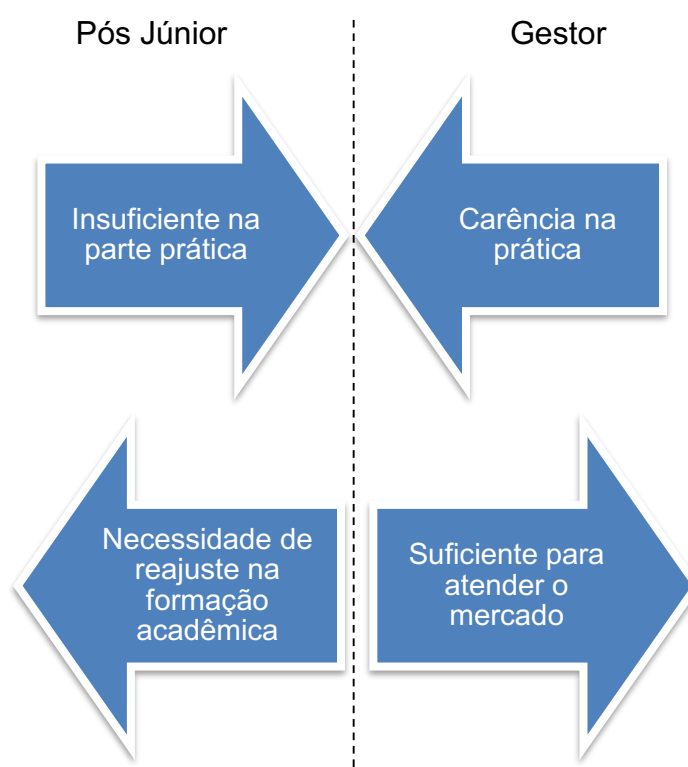 Pós Júnior
Gestor
Insuficiente na
parte prática
Carência na
prática
Necessidade de
reajuste na
formação
acadêmica
Suficiente para
atender o
mercado